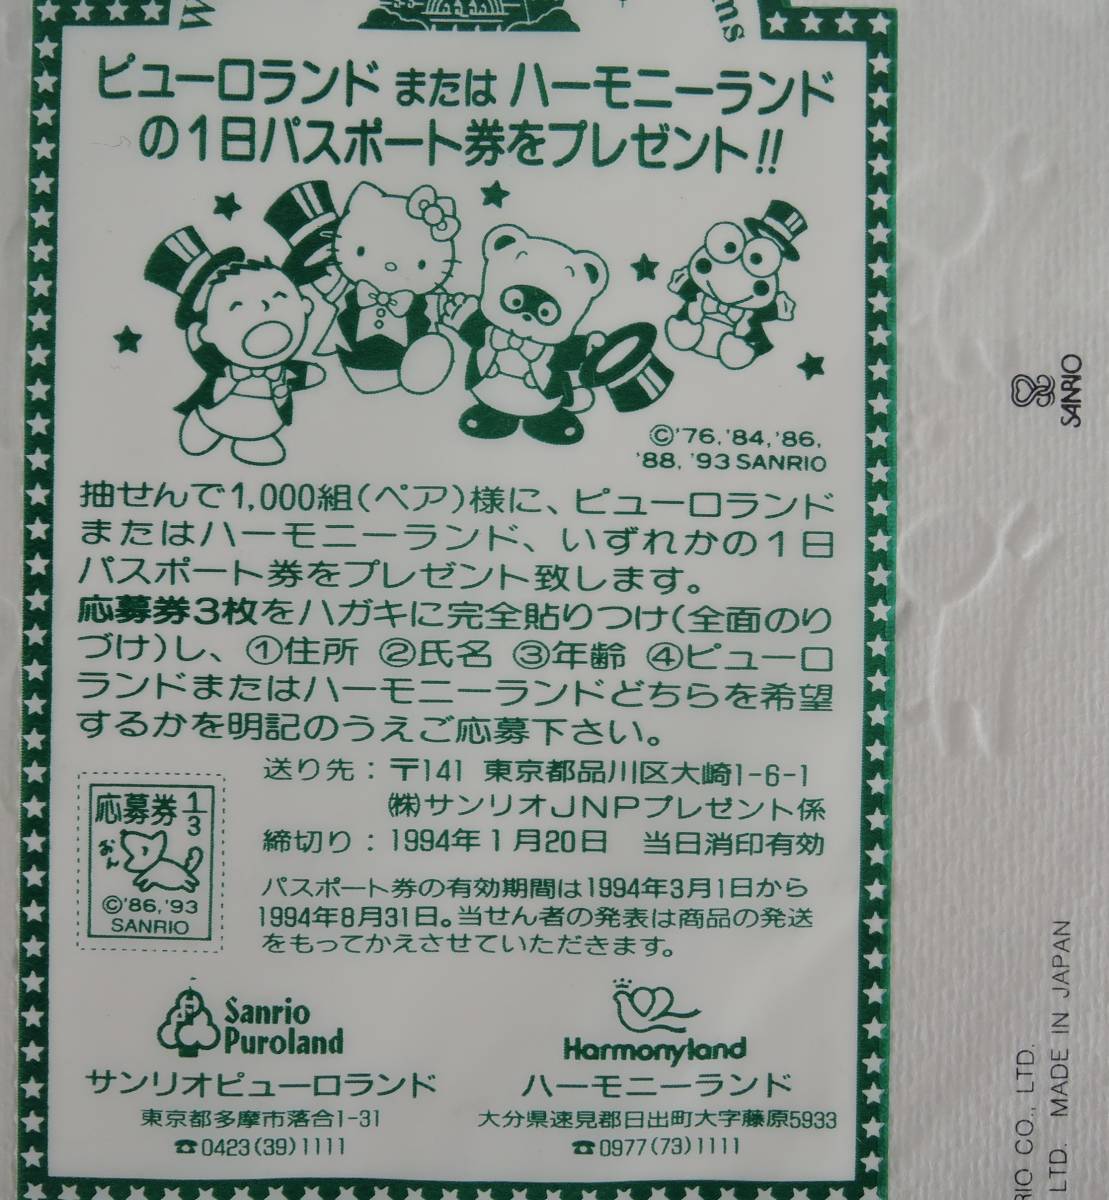 ms
ピューロランド または ハーモニーランド
の1日パスポート券をプレゼント!!
©'76,'84,'86,
'88,'93 SANRIO
抽せんで1,000組(ペア)様に、ピューロランド
またはハーモニーランド、いずれかの1日
パスポート券をプレゼント致します。
応募券3枚をハガキに完全貼りつけ(全面のり
づけ)し、①住所 ②氏名 ③年齢 ④ピューロ
ランドまたはハーモニーランドどちらを希望
するかを明記のうえご応募下さい。
送り先：〒141 東京都品川区大崎1-6-1
㈱サンリオJNPプレゼント係
締切り：1994年1月20日 当日消印有効
応募券 1/3
おん
©'86,'93
SANRIO
パスポート券の有効期間は1994年3月1日から
1994年8月31日。当せん者の発表は商品の発送
をもってかえさせていただきます。
Sanrio
Puroland
サンリオピューロランド
東京都多摩市落合1-31
☎0423(39)1111
Harmonyland
ハーモニーランド
大分県速見郡日出町大字藤原5933
☎0977(73)1111
SANRIO
RIO CO., LTD.
LTD. MADE IN JAPAN